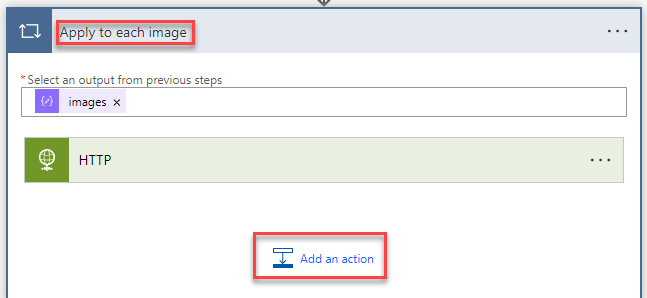 Apply to each image
*Select an output from previous steps
images
HTTP
Add an action